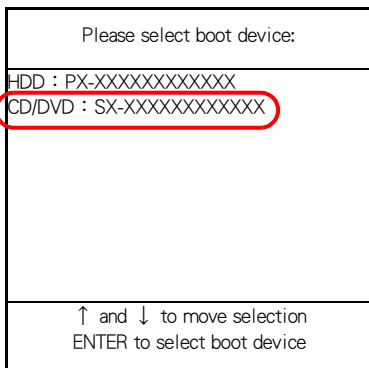 Please select boot device:
HDD：PX-XXXXXXXXXXXX
CD/DVD：SX-XXXXXXXXXXXX
↑ and ↓ to move selection
ENTER to select boot device